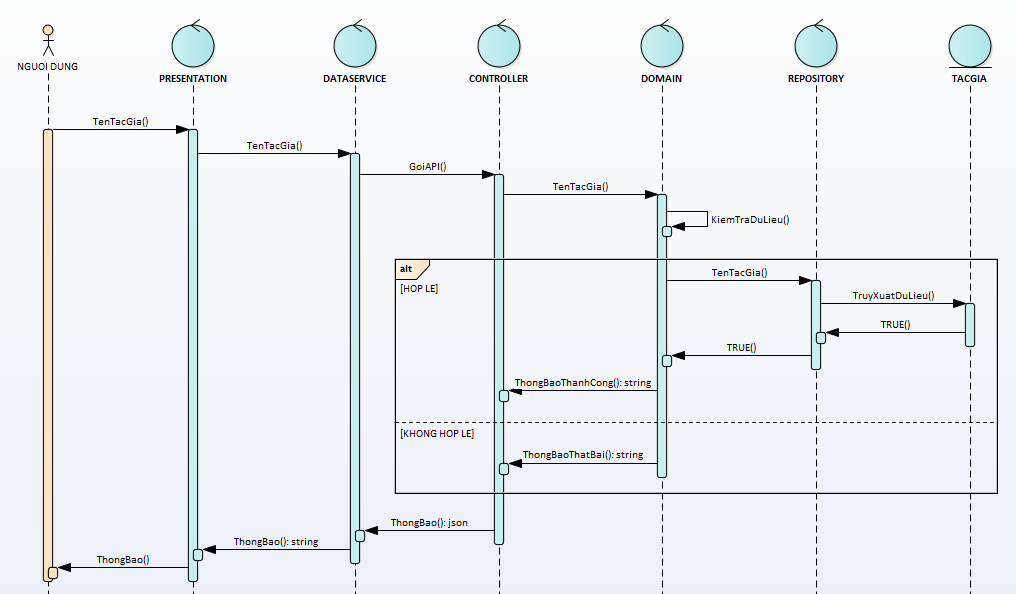 NGUOI DUNG
PRESENTATION
DATASERVICE
CONTROLLER
DOMAIN
REPOSITORY
TACGIA
TenTacGia()
TenTacGia()
GoiAPI()
TenTacGia()
KiemTraDuLieu()
alt
[HOP LE]
TenTacGia()
TruyXuatDuLieu()
TRUE()
TRUE()
ThongBaoThanhCong(): string
[KHONG HOP LE]
ThongBaoThatBai(): string
ThongBao(): json
ThongBao(): string
ThongBao()